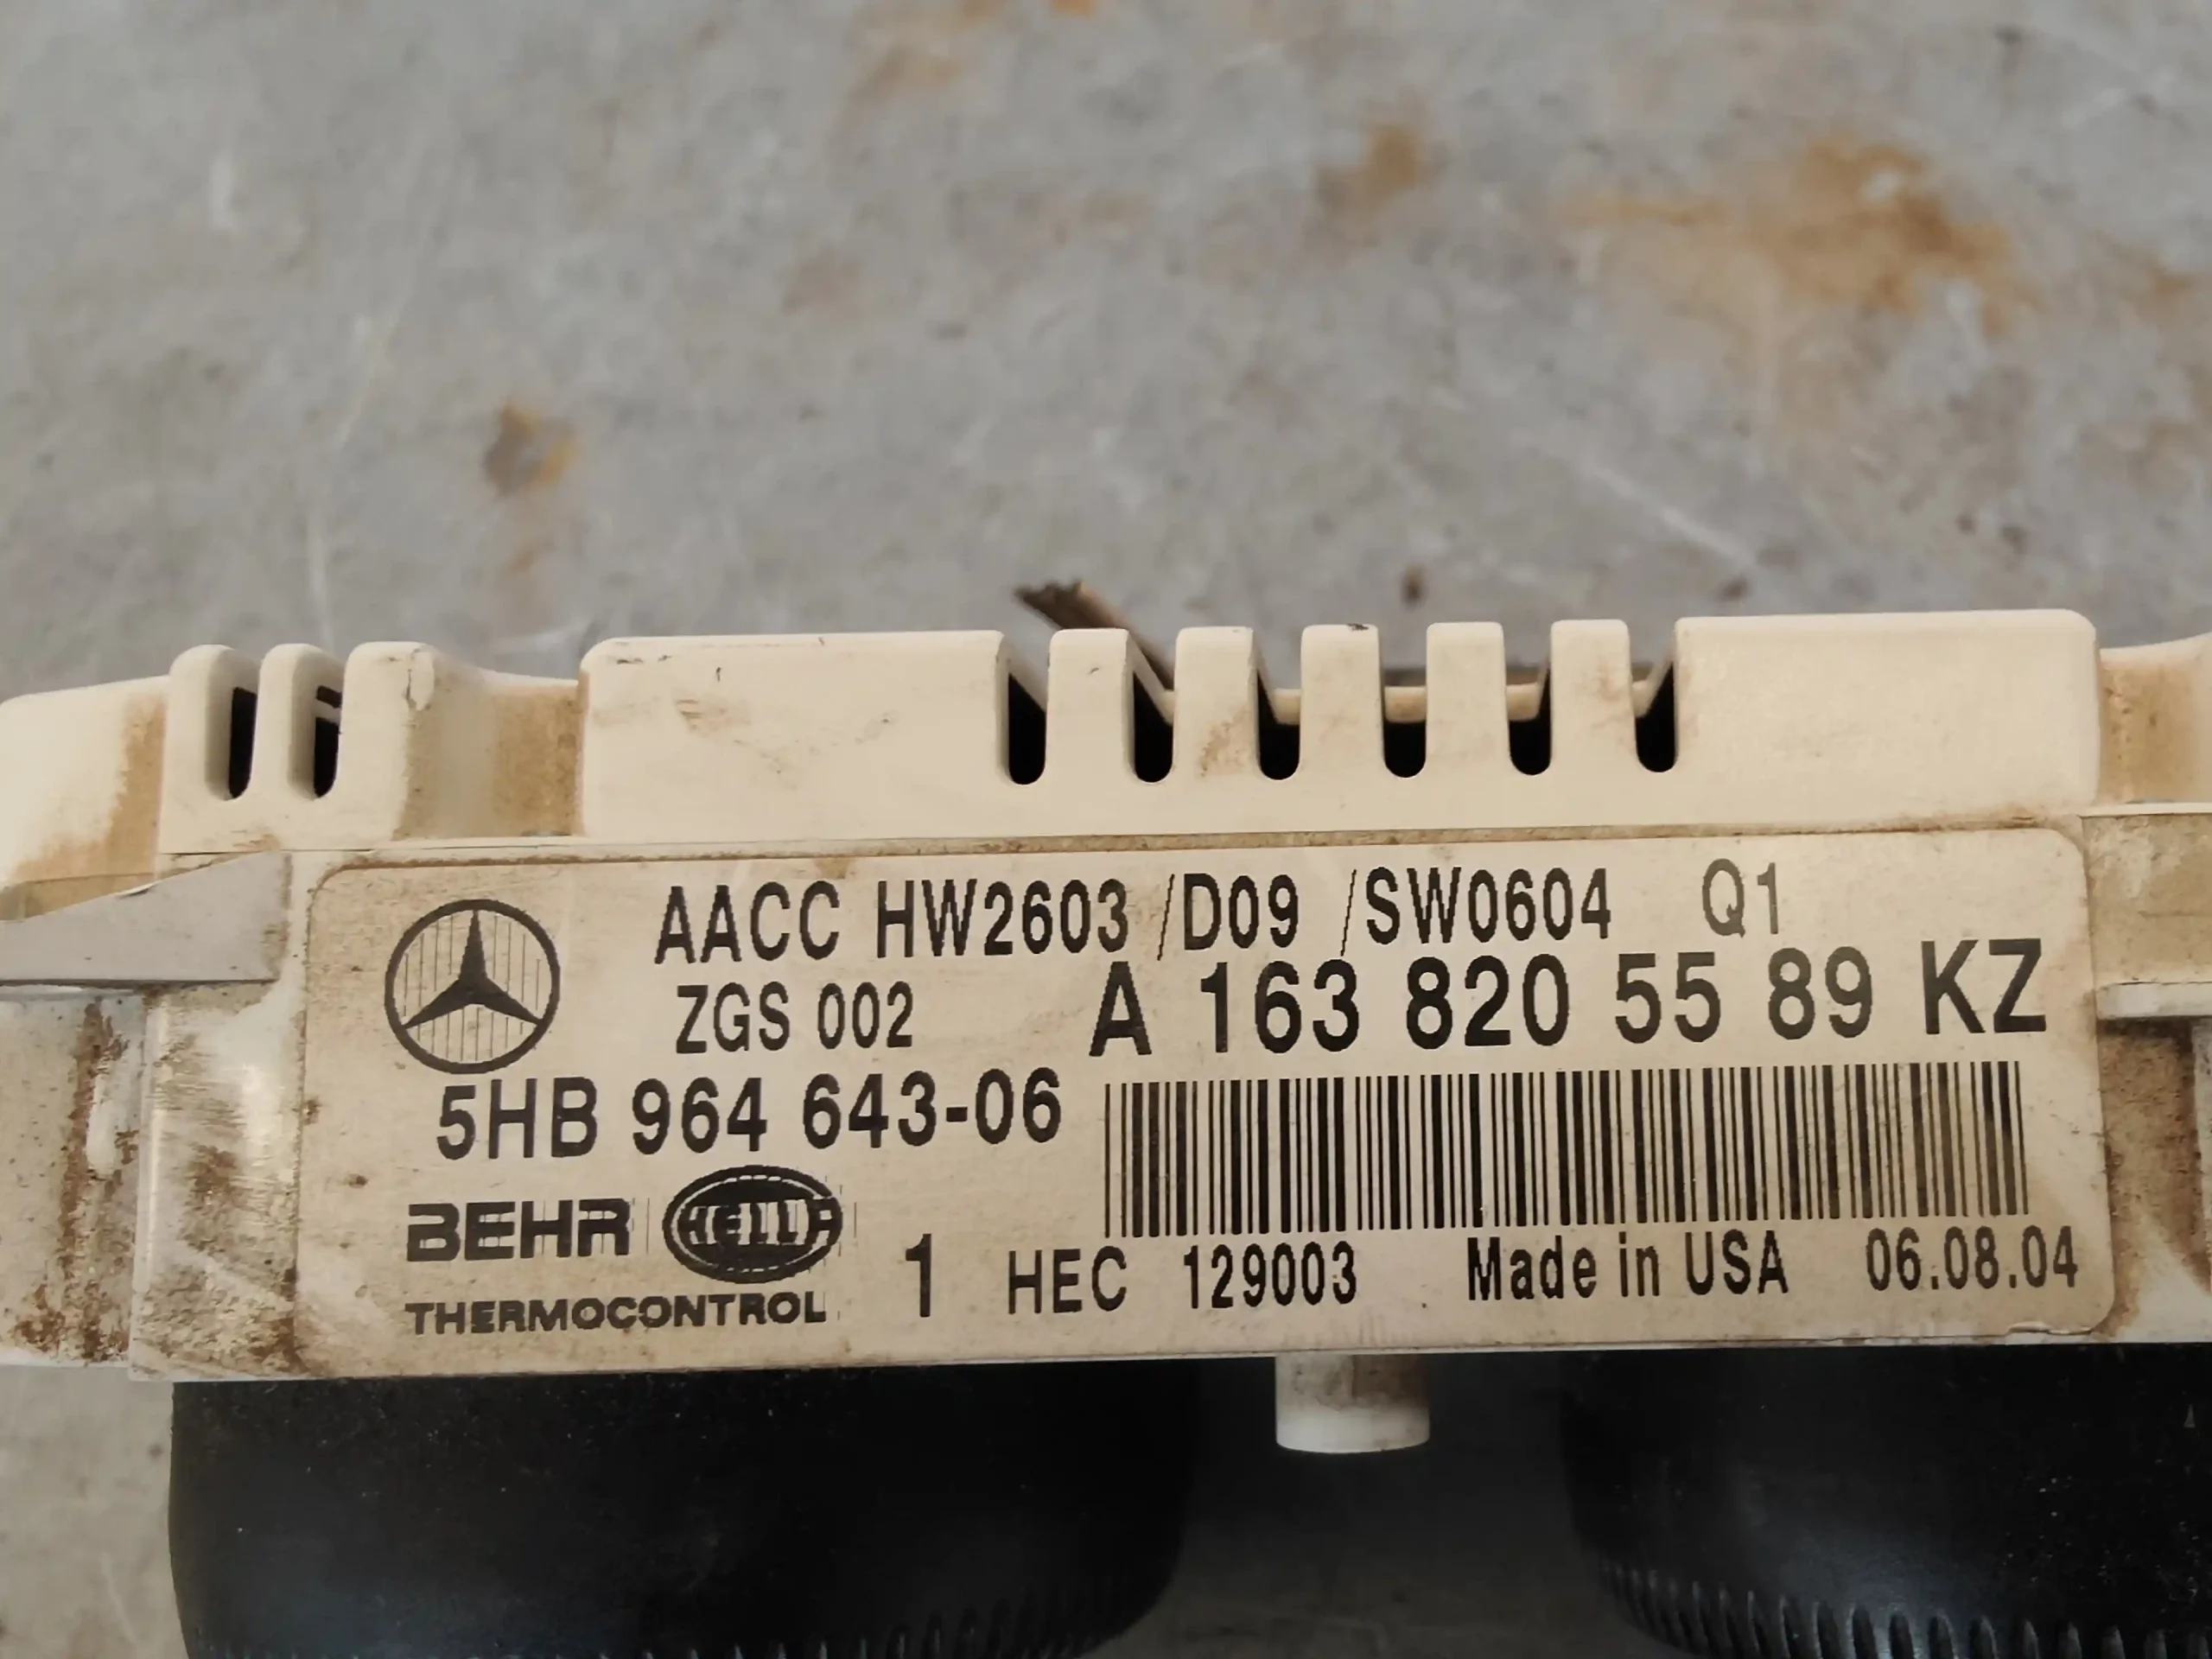 AACC HW2603 /D09 /SW0604 Q1
ZGS 002 A 163 820 55 89 KZ
5HB 964 643-06
BEHR HELLA
THERMOCONTROL 1 HEC 129003 Made in USA 06.08.04